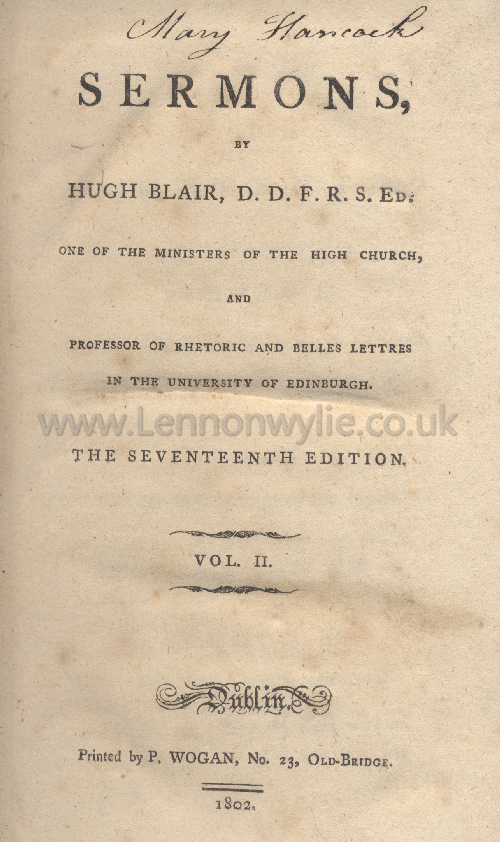 Mary Hancock
SERMONS,
BY
HUGH BLAIR, D. D. F. R. S. ED.
ONE OF THE MINISTERS OF THE HIGH CHURCH,
AND
PROFESSOR OF RHETORIC AND BELLES LETTRES
IN THE UNIVERSITY OF EDINBURGH.
www.Lennonwylie.co.uk
THE SEVENTEENTH EDITION.
VOL. II.
Dublin.
Printed by P. WOGAN, No. 23, OLD-BRIDGE.
1802.